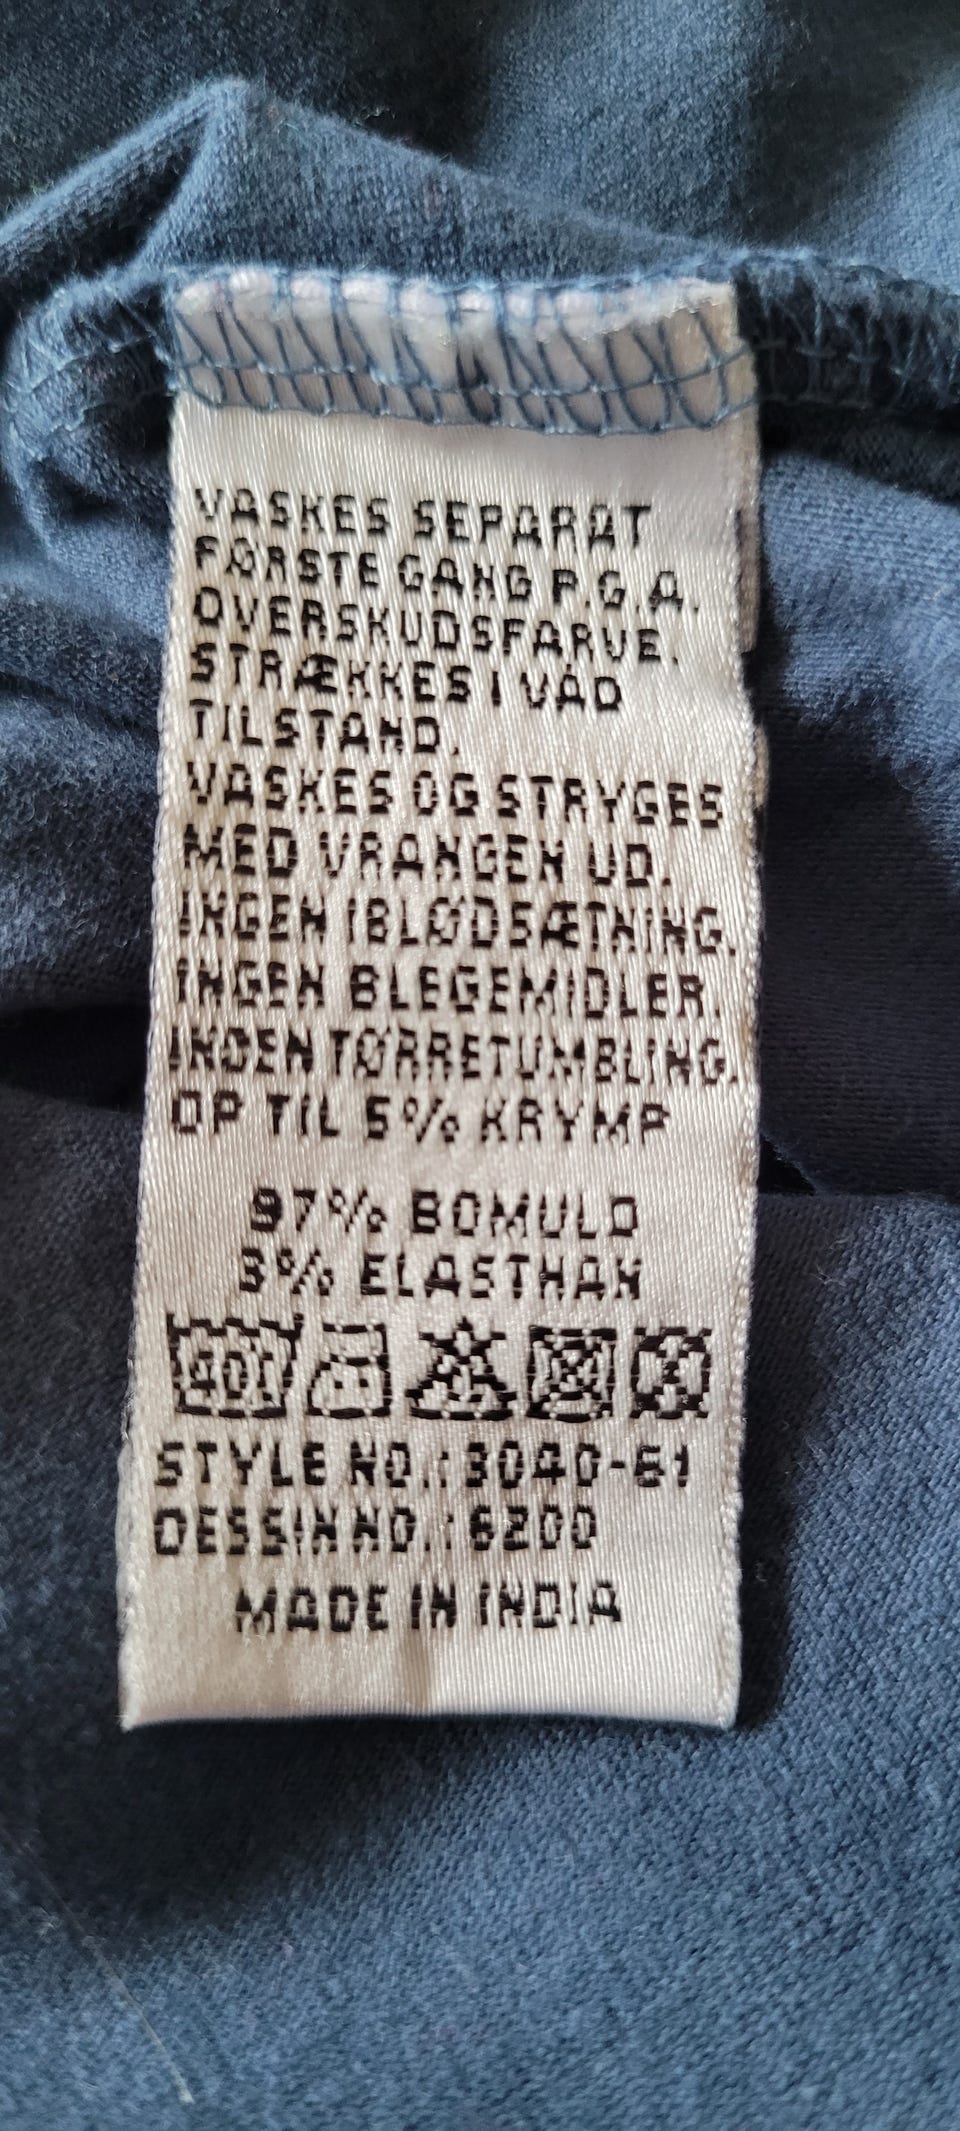 VASKES SEPARAT
FØRSTE GANG P.G.A.
OVERSKUDSFARVE.
STRÆKKES I VÅD
TILSTAND.
VASKES OG STRYGES
MED VRANGEN UD.
INGEN IBLØDSÆTNING.
INGEN BLEGEMIDLER.
INDEN TØRRETUMBLING.
OP TIL 5% KRYMP
97% BOMULD
3% ELASTHAN
40
STYLE NO.: 3040-61
DESSIN NO.: 6200
MADE IN INDIA